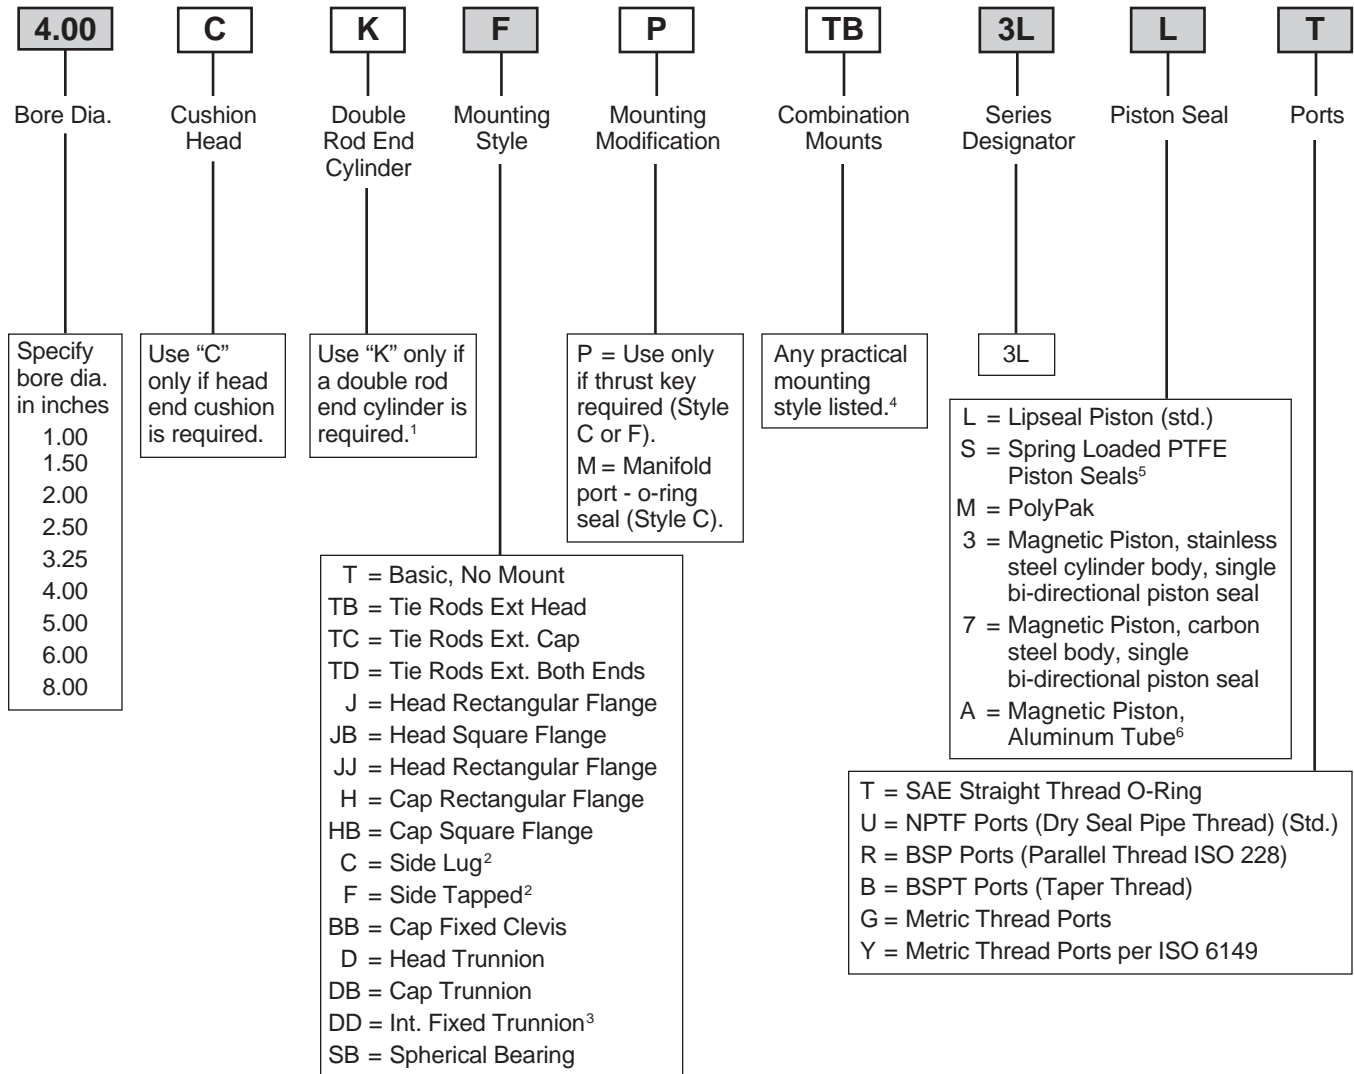 4.00 C K F P TB 3L L T
Bore Dia.
Cushion
Head
Double
Rod End
Cylinder
Mounting
Style
Mounting
Modification
Combination
Mounts
Series
Designator
Piston Seal
Ports
Specify
bore dia.
in inches
1.00
1.50
2.00
2.50
3.25
4.00
5.00
6.00
8.00
Use “C”
only if head
end cushion
is required.
Use “K” only if
a double rod
end cylinder is
required.¹
T = Basic, No Mount
TB = Tie Rods Ext Head
TC = Tie Rods Ext. Cap
TD = Tie Rods Ext. Both Ends
J = Head Rectangular Flange
JB = Head Square Flange
JJ = Head Rectangular Flange
H = Cap Rectangular Flange
HB = Cap Square Flange
C = Side Lug²
F = Side Tapped²
BB = Cap Fixed Clevis
D = Head Trunnion
DB = Cap Trunnion
DD = Int. Fixed Trunnion³
SB = Spherical Bearing
P = Use only
if thrust key
required (Style
C or F).
M = Manifold
port - o-ring
seal (Style C).
Any practical
mounting
style listed.⁴
3L
L = Lipseal Piston (std.)
S = Spring Loaded PTFE
Piston Seals⁵
M = PolyPak
3 = Magnetic Piston, stainless
steel cylinder body, single
bi-directional piston seal
7 = Magnetic Piston, carbon
steel body, single
bi-directional piston seal
A = Magnetic Piston,
Aluminum Tube⁶
T = SAE Straight Thread O-Ring
U = NPTF Ports (Dry Seal Pipe Thread) (Std.)
R = BSP Ports (Parallel Thread ISO 228)
B = BSPT Ports (Taper Thread)
G = Metric Thread Ports
Y = Metric Thread Ports per ISO 6149